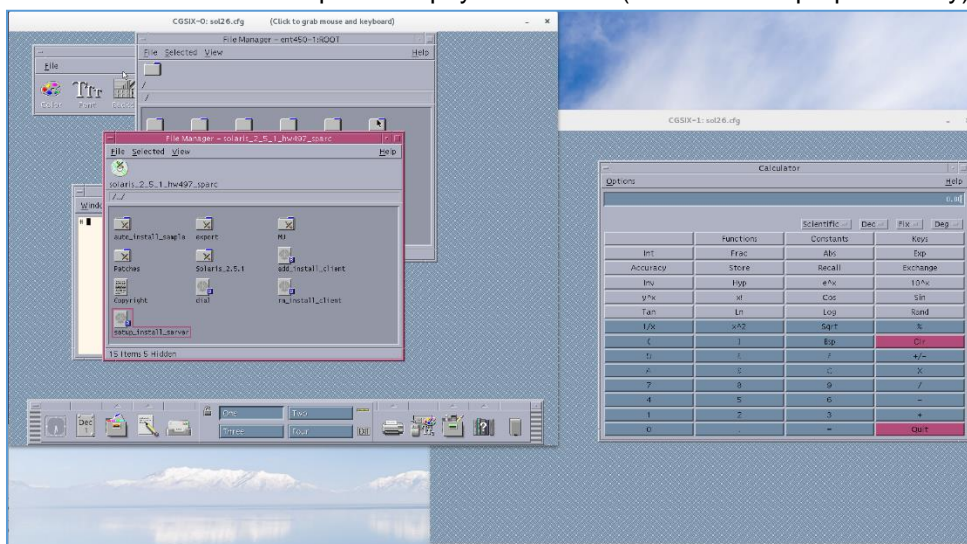 CGSIX-0: sol26.cfg (Click to grab mouse and keyboard)
File Manager - ent450-1:ROOT
File Selected View Help
/
/
File
Color Font
File Manager - solaris_2_5_1_hw497_sparc
File Selected View Help
solaris_2_5_1_hw497_sparc
/../
auto_install_sample export MU
Patches Solaris_2.5.1 add_install_client
Copyright dial rm_install_client
setup_install_server
15 Items 5 Hidden
Dec
1
One Two
Three Four
CGSIX-1: sol26.cfg
Calculator
Options Help
0.00
Scientific Dec Fix Deg
Functions Constants Keys
Int Frac Abs Exp
Accuracy Store Recall Exchange
Inv Hyp e^x 10^x
y^x x! Cos Sin
Tan Ln Log Rand
1/x x^2 Sqrt %
( ) Bsp Clr
+/-
X
7 8 9 /
4 5 6 -
1 2 3 +
0 . = Quit